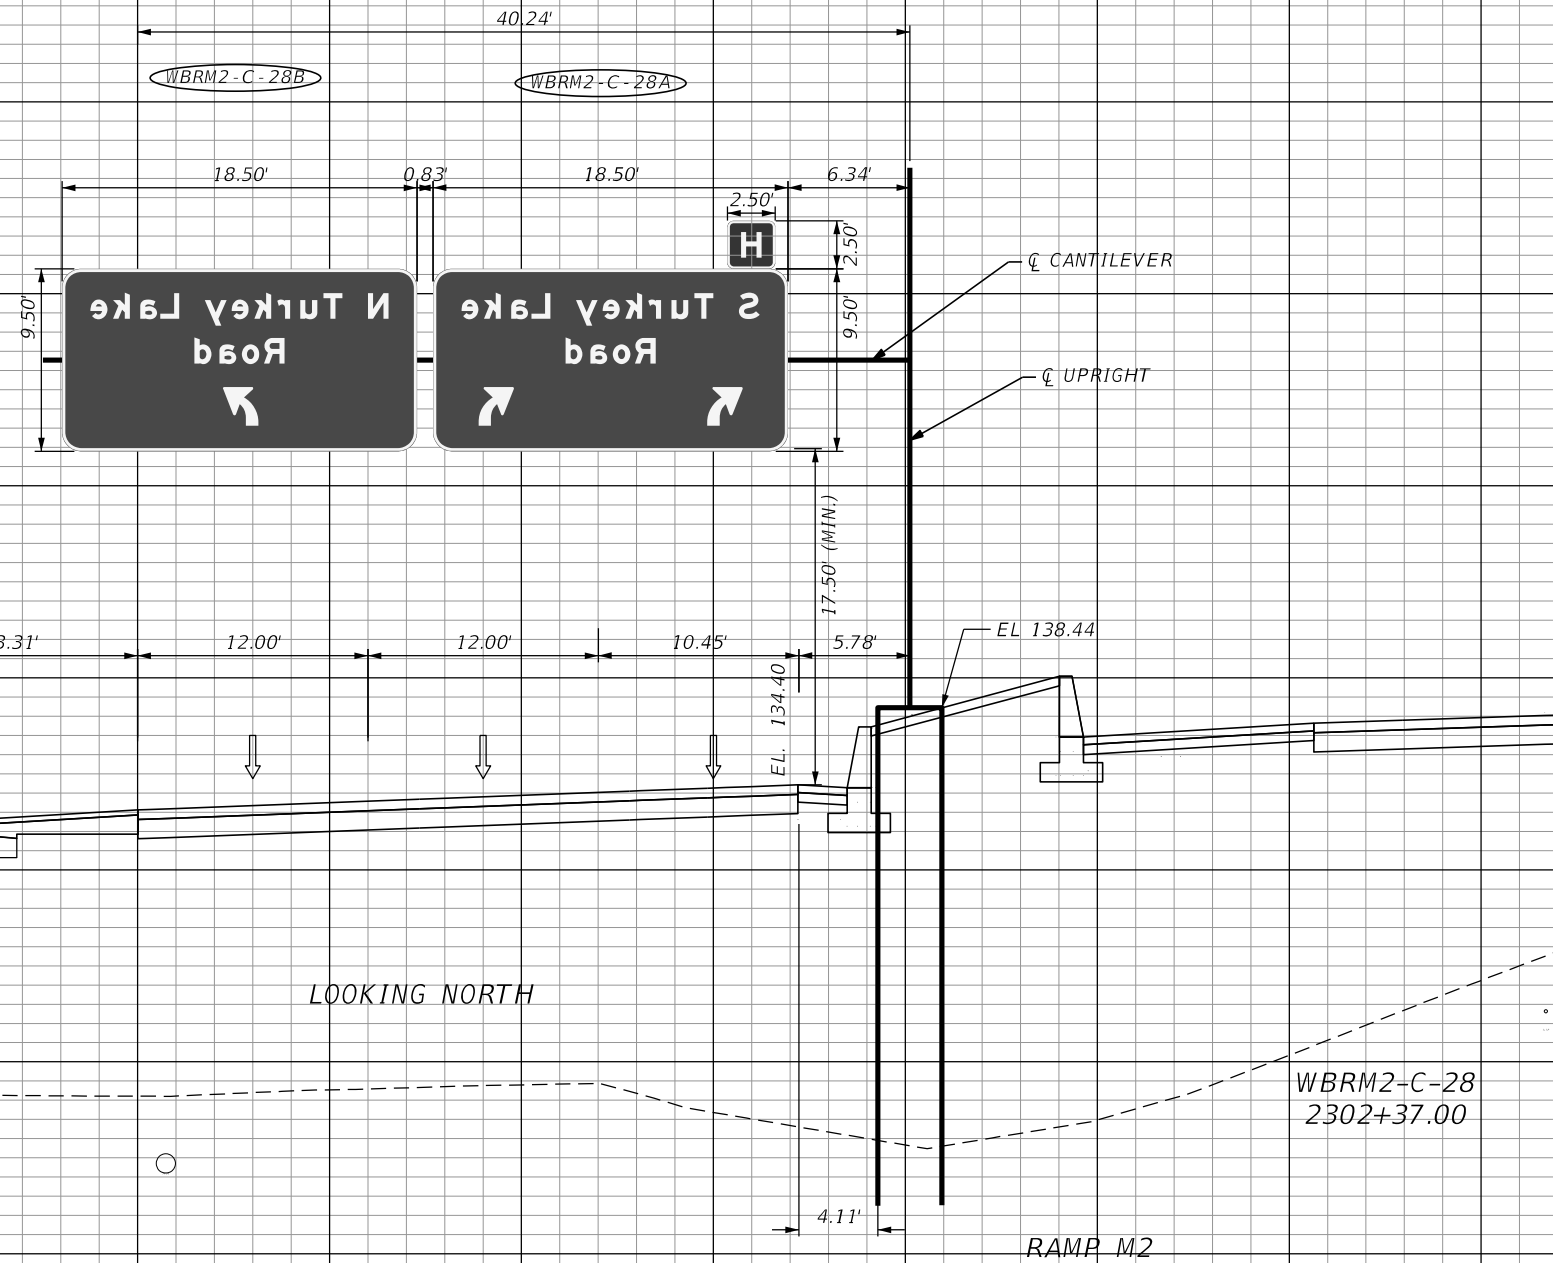 40.24'
WBRM2-C-28B
WBRM2-C-28A
18.50'
0.83'
18.50'
6.34'
2.50'
2.50'
H
℄ CANTILEVER
N Turkey Lake
Road
S Turkey Lake
Road
9.50'
9.50'
℄ UPRIGHT
17.50' (MIN.)
12.00'
12.00'
10.45'
5.78'
EL 138.44
EL. 134.40
LOOKING NORTH
WBRM2-C-28
2302+37.00
4.11'
RAMP M2